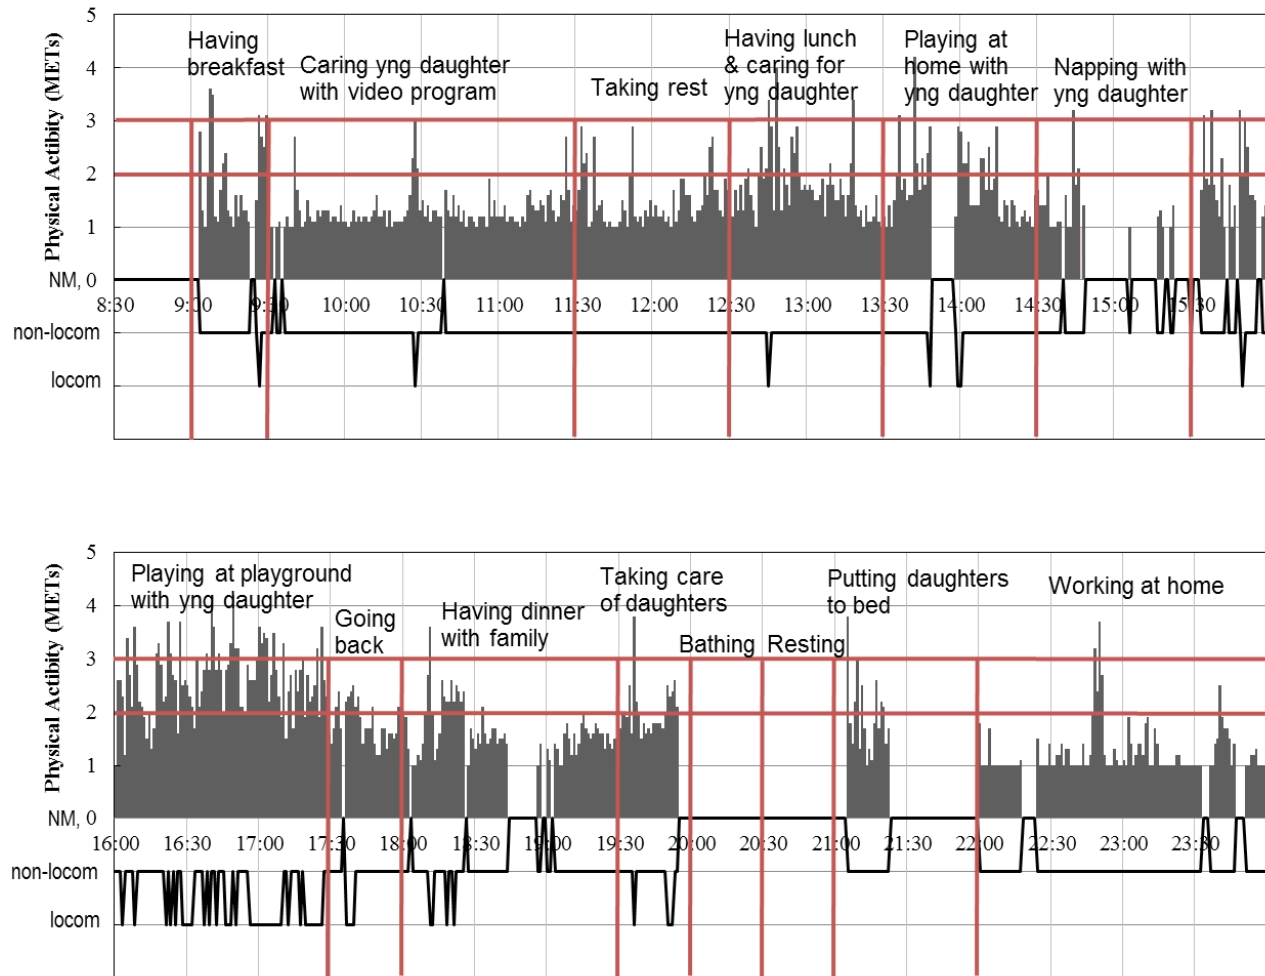 5
Having
breakfast
Caring yng daughter
with video program
Taking rest
Having lunch
& caring for
yng daughter
Playing at
home with
yng daughter
Napping with
yng daughter
4
3
2
1
NM, 0
Physical Actibity (METs)
8:30 9:00 9:30 10:00 10:30 11:00 11:30 12:00 12:30 13:00 13:30 14:00 14:30 15:00 15:30
non-locom
locom
5
Playing at playground
with yng daughter
Going
back
Having dinner
with family
Taking care
of daughters
Bathing
Resting
Putting daughters
to bed
Working at home
4
3
2
1
NM, 0
Physical Actibity (METs)
16:00 16:30 17:00 17:30 18:00 18:30 19:00 19:30 20:00 20:30 21:00 21:30 22:00 22:30 23:00 23:30
non-locom
locom